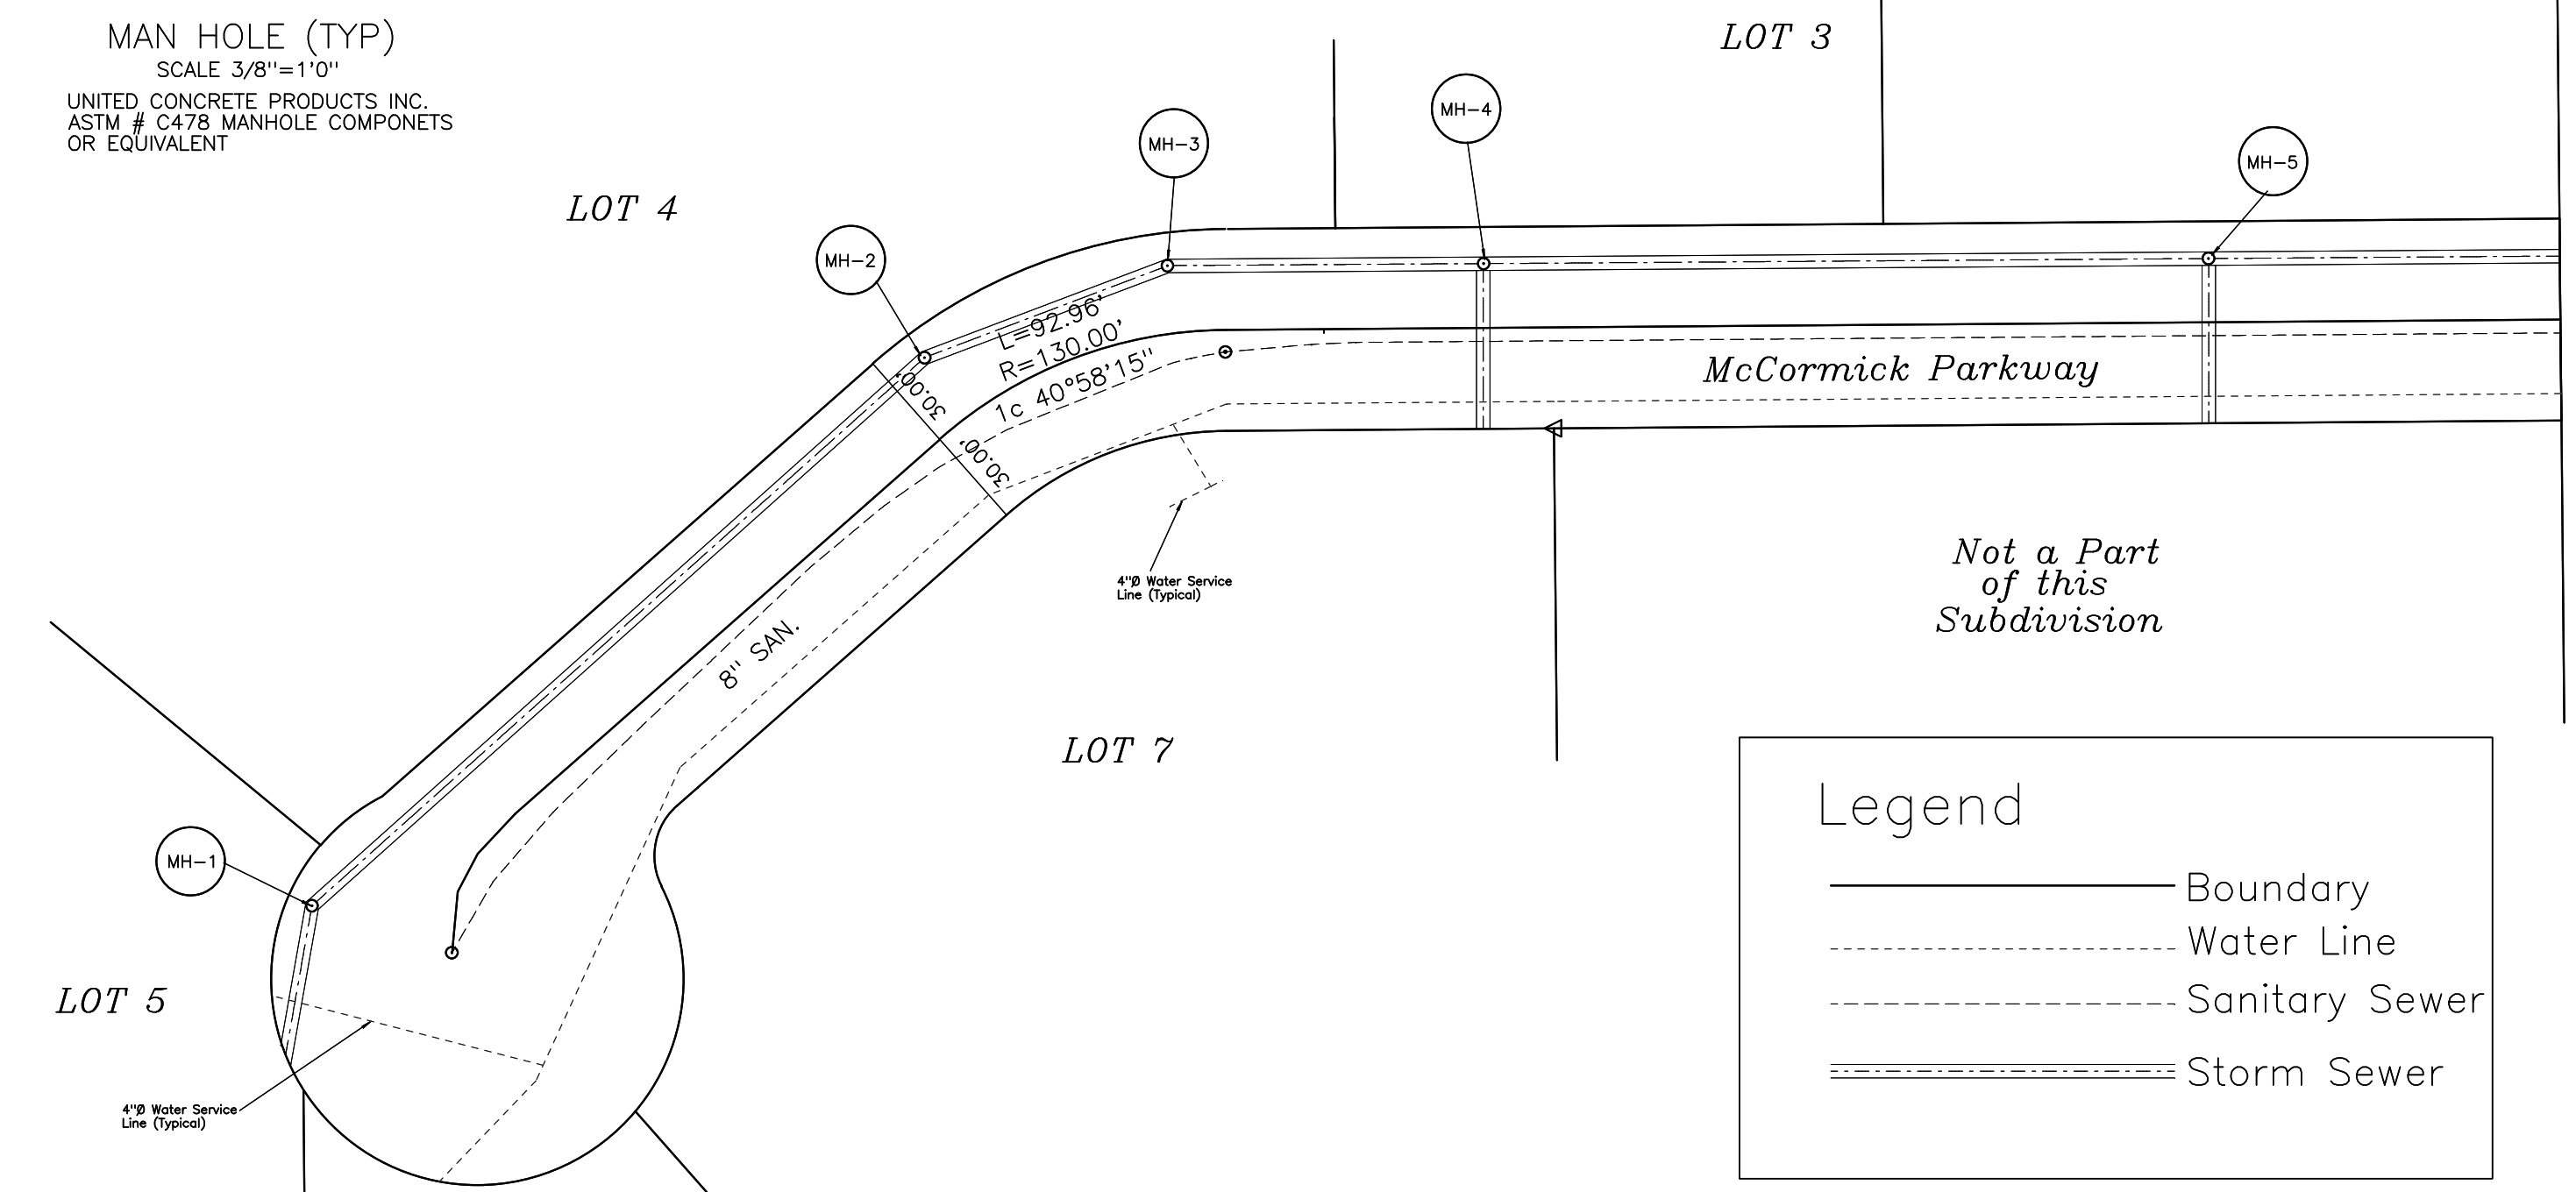 MAN HOLE (TYP)
SCALE 3/8"=1'0"
UNITED CONCRETE PRODUCTS INC.
ASTM # C478 MANHOLE COMPONETS
OR EQUIVALENT
LOT 3
MH-4
MH-3
MH-5
LOT 4
MH-2
L=92.96'
R=130.00'
1c 40°58'15"
30.00'
30.00'
McCormick Parkway
4"Ø Water Service
Line (Typical)
Not a Part
of this
Subdivision
8" SAN.
LOT 7
MH-1
LOT 5
4"Ø Water Service
Line (Typical)
Legend
Boundary
Water Line
Sanitary Sewer
Storm Sewer